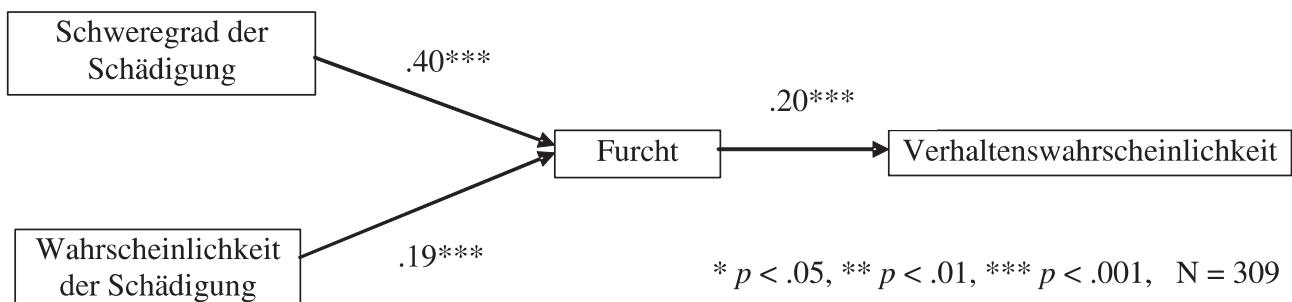 Schweregrad der
Schädigung
.40***
.20***
Furcht
Verhaltenswahrscheinlichkeit
Wahrscheinlichkeit
der Schädigung
.19***
* p < .05, ** p < .01, *** p < .001, N = 309